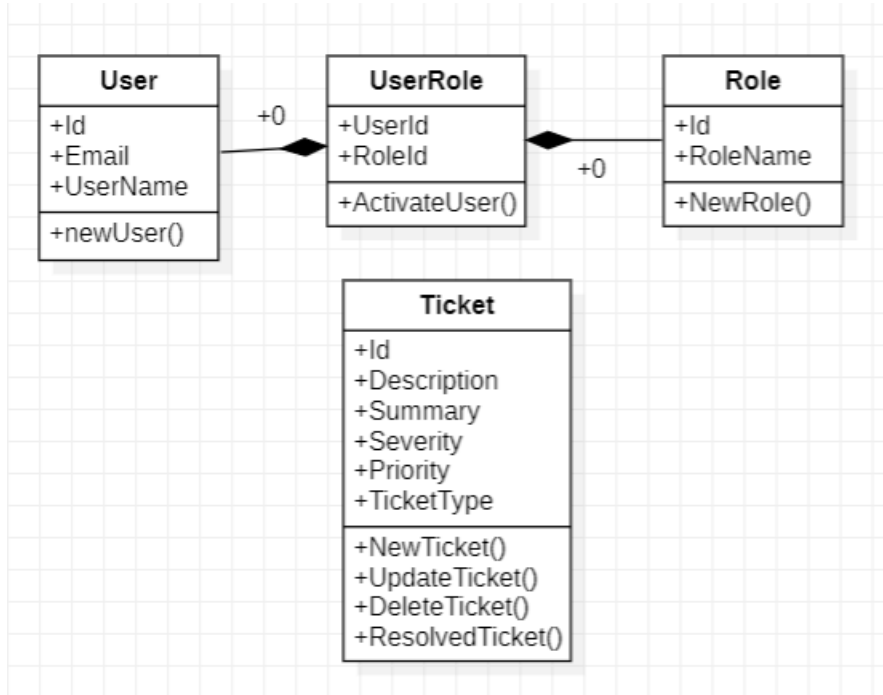 User
+Id
+Email
+UserName
+newUser()
+0
UserRole
+UserId
+RoleId
+ActivateUser()
+0
Role
+Id
+RoleName
+NewRole()
Ticket
+Id
+Description
+Summary
+Severity
+Priority
+TicketType
+NewTicket()
+UpdateTicket()
+DeleteTicket()
+ResolvedTicket()